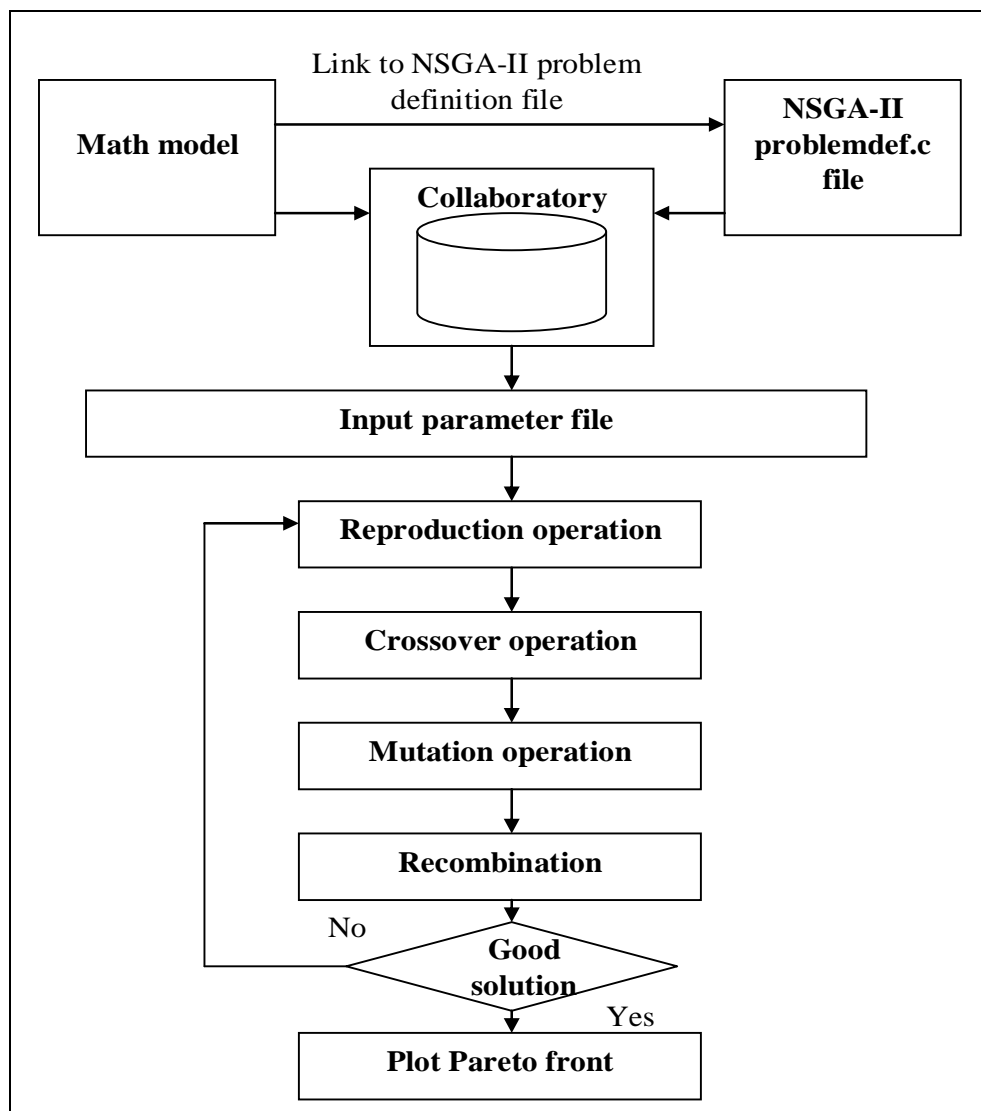 Link to NSGA-II problem
definition file
Math model
NSGA-II
problemdef.c
file
Collaboratory
Input parameter file
Reproduction operation
Crossover operation
Mutation operation
Recombination
No
Good
solution
Yes
Plot Pareto front